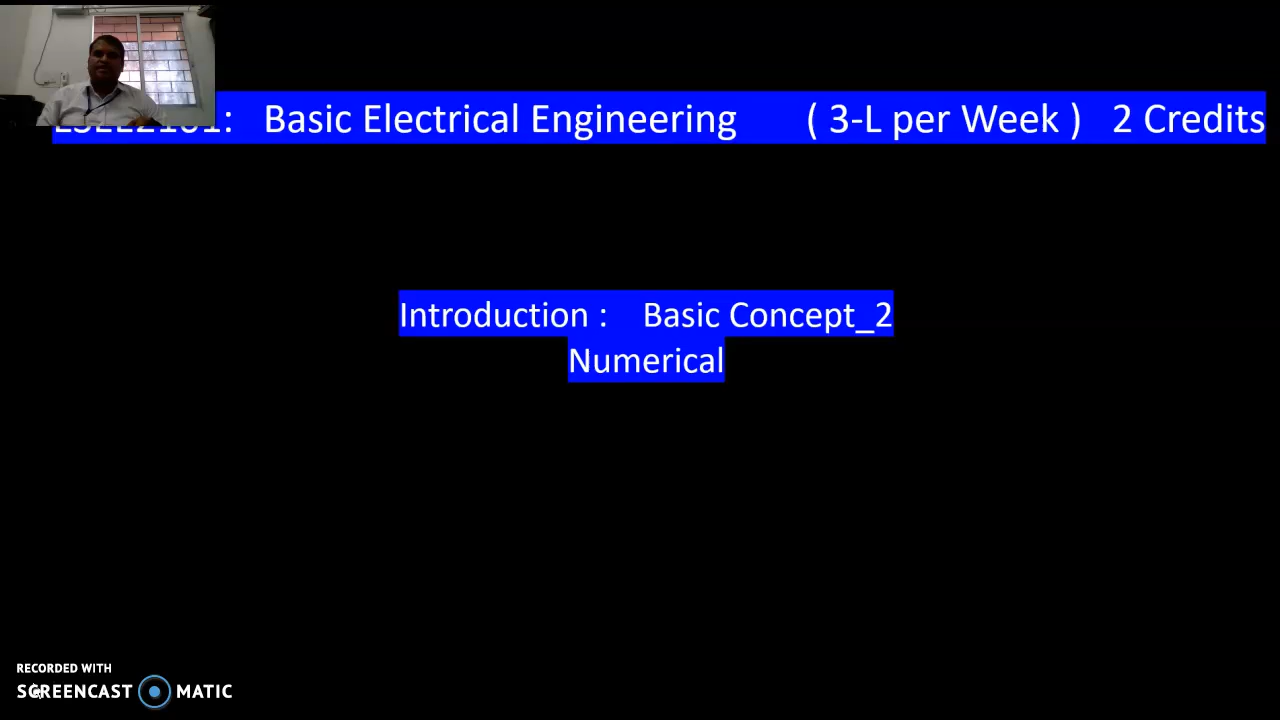 Basic Electrical Engineering ( 3-L per Week ) 2 Credits
Introduction : Basic Concept_2
Numerical
RECORDED WITH
SCREENCAST MATIC